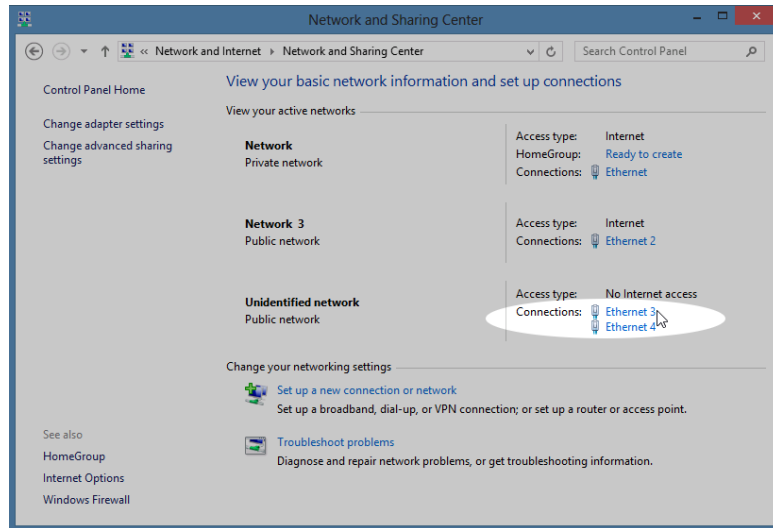 Network and Sharing Center
« Network and Internet ▸ Network and Sharing Center
Search Control Panel
Control Panel Home
Change adapter settings
Change advanced sharing
settings
View your basic network information and set up connections
View your active networks
Network
Private network
Access type: Internet
HomeGroup: Ready to create
Connections: Ethernet
Network 3
Public network
Access type: Internet
Connections: Ethernet 2
Unidentified network
Public network
Access type: No Internet access
Connections: Ethernet 3
Ethernet 4
Change your networking settings
Set up a new connection or network
Set up a broadband, dial-up, or VPN connection; or set up a router or access point.
Troubleshoot problems
Diagnose and repair network problems, or get troubleshooting information.
See also
HomeGroup
Internet Options
Windows Firewall